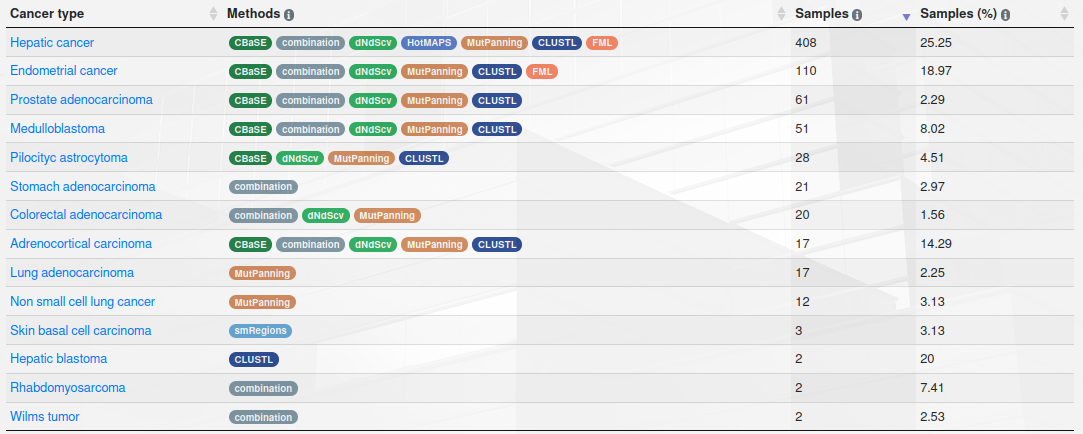 Cancer type Methods Samples Samples (%)
Hepatic cancer CBaSE combination dNdScv HotMAPS MutPanning CLUSTL FML 408 25.25
Endometrial cancer CBaSE combination dNdScv MutPanning CLUSTL FML 110 18.97
Prostate adenocarcinoma CBaSE combination dNdScv MutPanning CLUSTL 61 2.29
Medulloblastoma CBaSE combination dNdScv MutPanning CLUSTL 51 8.02
Pilocityc astrocytoma CBaSE dNdScv MutPanning CLUSTL 28 4.51
Stomach adenocarcinoma combination 21 2.97
Colorectal adenocarcinoma combination dNdScv MutPanning 20 1.56
Adrenocortical carcinoma CBaSE combination dNdScv MutPanning CLUSTL 17 14.29
Lung adenocarcinoma MutPanning 17 2.25
Non small cell lung cancer MutPanning 12 3.13
Skin basal cell carcinoma smRegions 3 3.13
Hepatic blastoma CLUSTL 2 20
Rhabdomyosarcoma combination 2 7.41
Wilms tumor combination 2 2.53